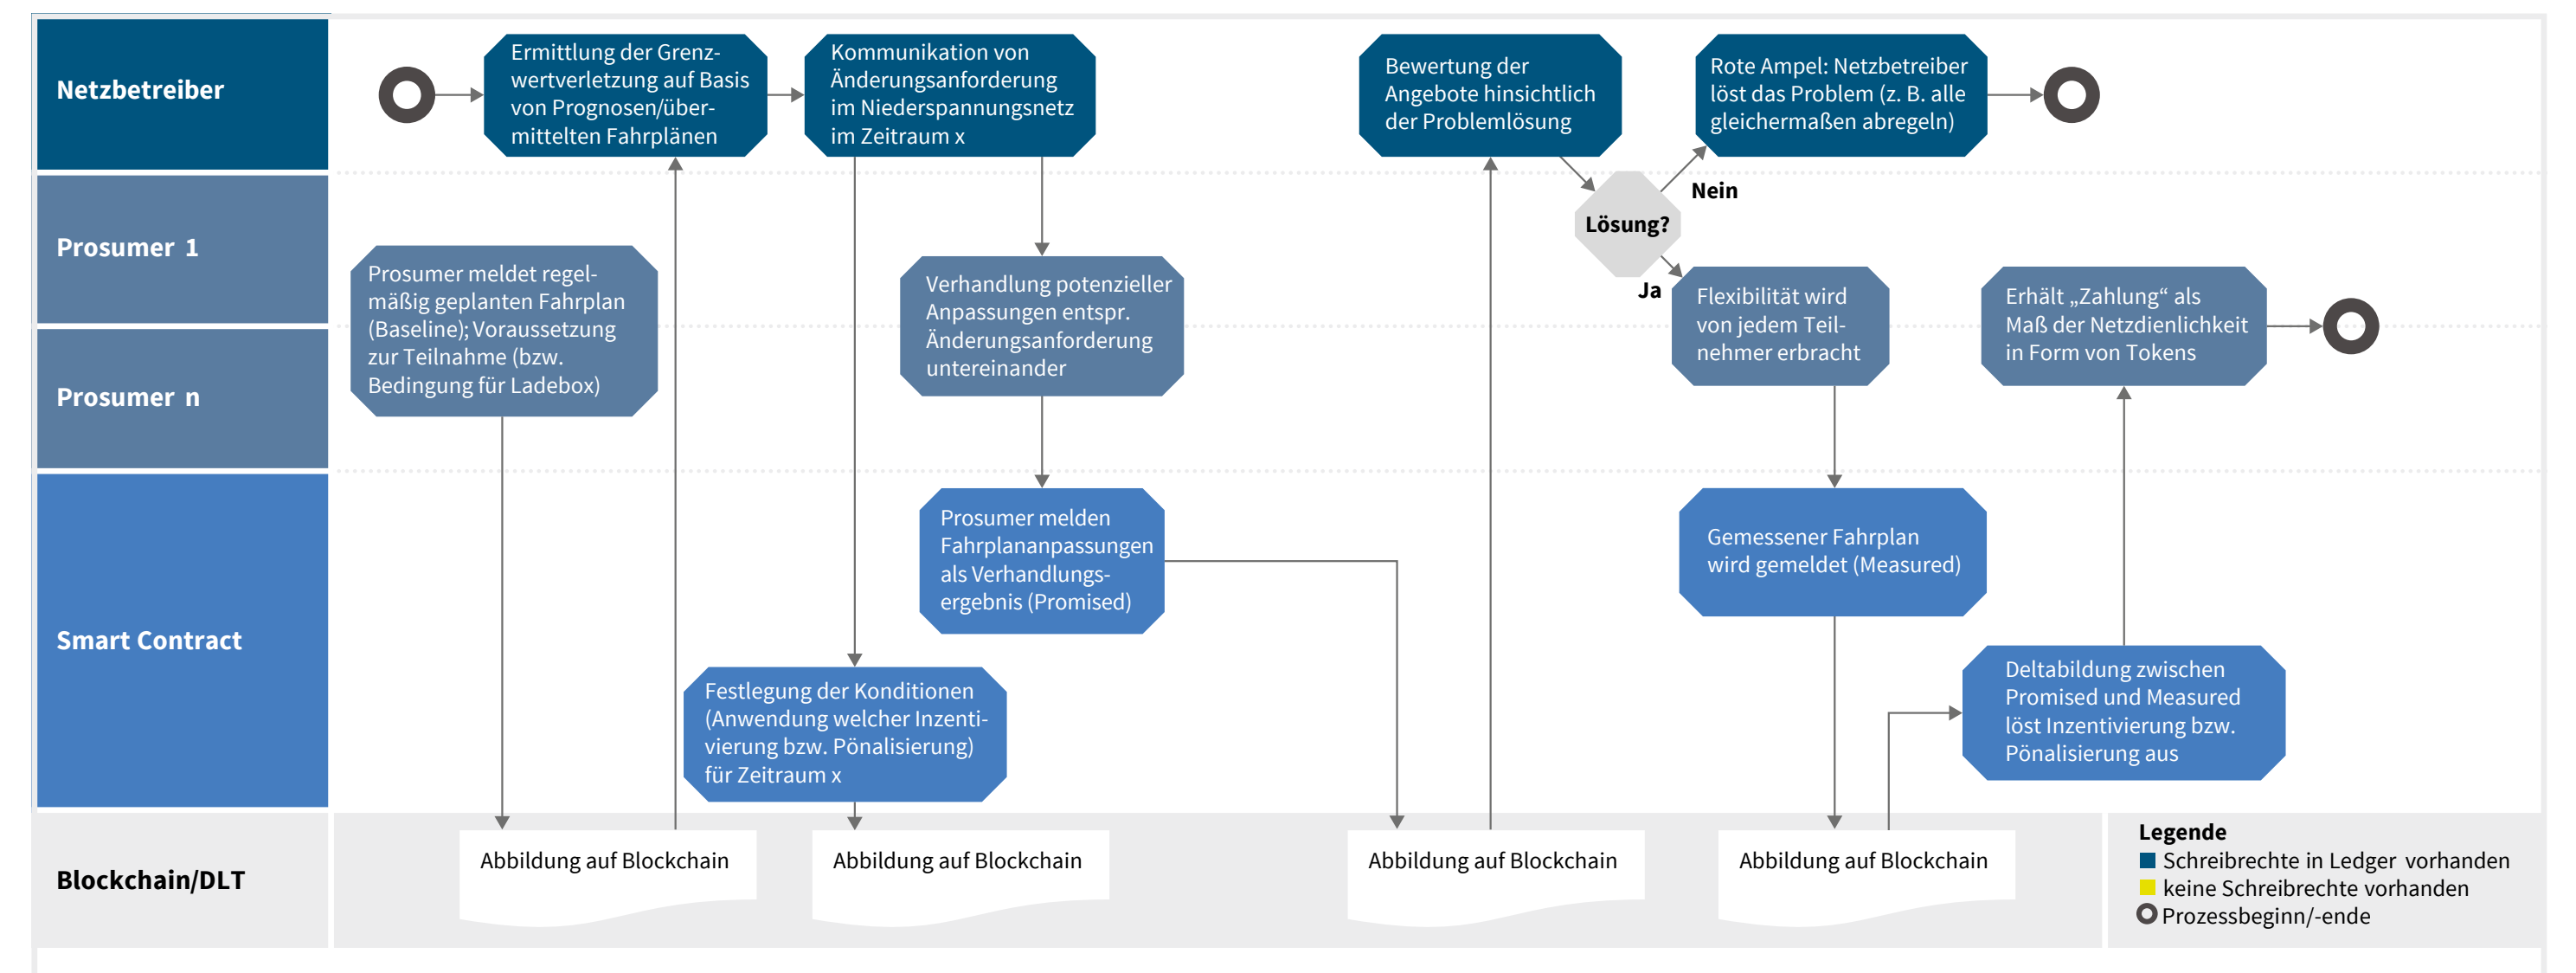 Netzbetreiber
Ermittlung der Grenz-
wertverletzung auf Basis
von Prognosen/über-
mittelten Fahrplänen
Kommunikation von
Änderungsanforderung
im Niederspannungsnetz
im Zeitraum x
Bewertung der
Angebote hinsichtlich
der Problemlösung
Rote Ampel: Netzbetreiber
löst das Problem (z. B. alle
gleichermaßen abregeln)
Lösung?
Nein
Ja
Prosumer 1
Prosumer n
Prosumer meldet regel-
mäßig geplanten Fahrplan
(Baseline); Voraussetzung
zur Teilnahme (bzw.
Bedingung für Ladebox)
Verhandlung potenzieller
Anpassungen entspr.
Änderungsanforderung
untereinander
Flexibilität wird
von jedem Teil-
nehmer erbracht
Erhält „Zahlung“ als
Maß der Netzdienlichkeit
in Form von Tokens
Smart Contract
Prosumer melden
Fahrplananpassungen
als Verhandlungs-
ergebnis (Promised)
Gemessener Fahrplan
wird gemeldet (Measured)
Festlegung der Konditionen
(Anwendung welcher Inzenti-
vierung bzw. Pönalisierung)
für Zeitraum x
Deltabildung zwischen
Promised und Measured
löst Inzentivierung bzw.
Pönalisierung aus
Blockchain/DLT
Abbildung auf Blockchain
Abbildung auf Blockchain
Abbildung auf Blockchain
Abbildung auf Blockchain
Legende
Schreibrechte in Ledger vorhanden
keine Schreibrechte vorhanden
Prozessbeginn/-ende